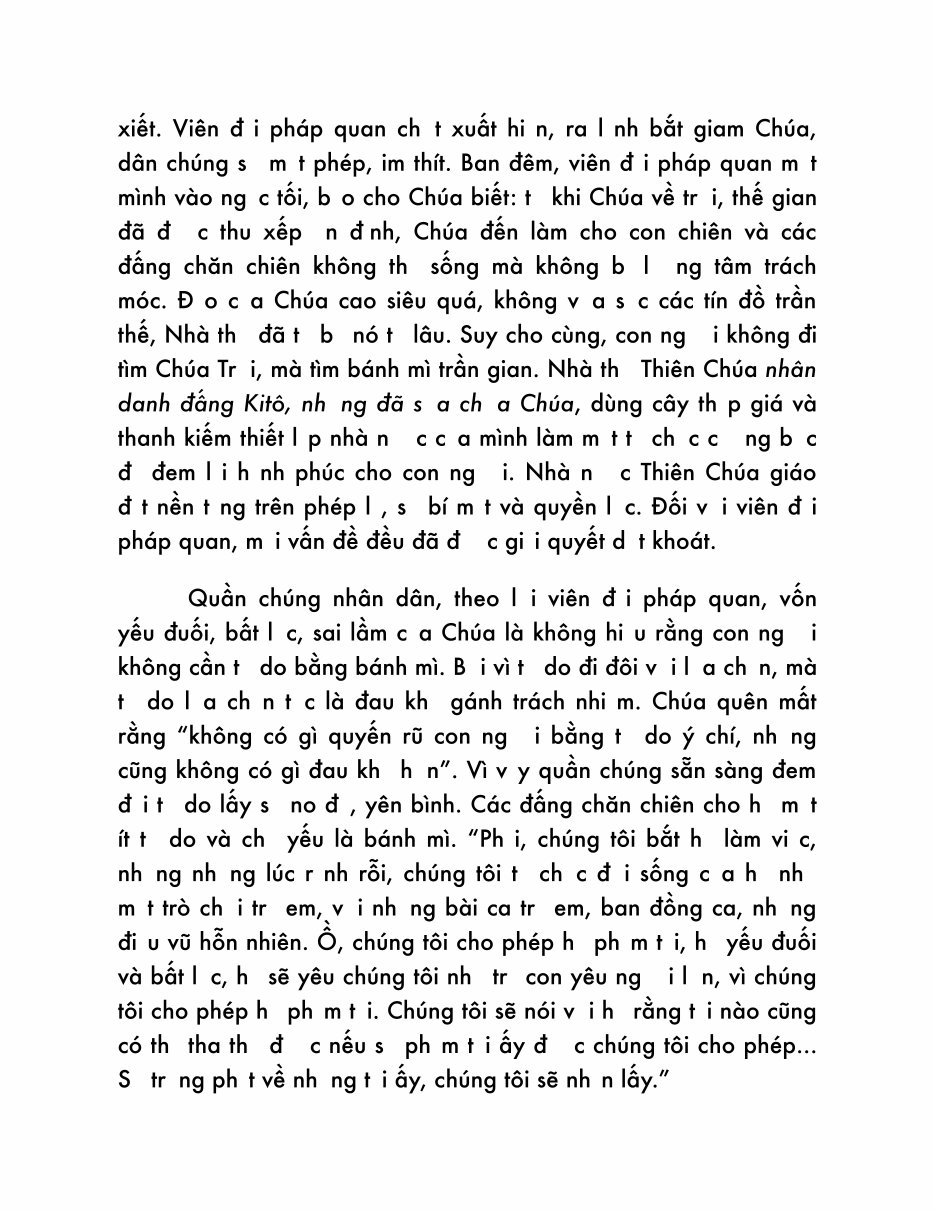 xiết. Viên đ i pháp quan ch t xuất hi n, ra l nh bắt giam Chúa,
dân chúng s m t phép, im thít. Ban đêm, viên đ i pháp quan m t
mình vào ng c tối, b o cho Chúa biết: t khi Chúa về tr i, thế gian
đã đ c thu xếp n đ nh, Chúa đến làm cho con chiên và các
đấng chăn chiên không th sống mà không b l ng tâm trách
móc. Đ o c a Chúa cao siêu quá, không v a s c các tín đồ trần
thế, Nhà th đã t b nó t lâu. Suy cho cùng, con ng i không đi
tìm Chúa Tr i, mà tìm bánh mì trần gian. Nhà th Thiên Chúa nhân
danh đấng Kitô, nh ng đã s a ch a Chúa, dùng cây th p giá và
thanh kiếm thiết l p nhà n c c a mình làm m t t ch c c ng b c
đ đem l i h nh phúc cho con ng i. Nhà n c Thiên Chúa giáo
đ t nền t ng trên phép l , s bí m t và quyền l c. Đối v i viên đ i
pháp quan, m i vấn đề đều đã đ c gi i quyết d t khoát.
Quần chúng nhân dân, theo l i viên đ i pháp quan, vốn
yếu đuối, bất l c, sai lầm c a Chúa là không hi u rằng con ng i
không cần t do bằng bánh mì. B i vì t do đi đôi v i l a ch n, mà
t do l a ch n t c là đau kh gánh trách nhi m. Chúa quên mất
rằng “không có gì quyến rũ con ng i bằng t do ý chí, nh ng
cũng không có gì đau kh h n”. Vì v y quần chúng sẵn sàng đem
đ i t do lấy s no đ , yên bình. Các đấng chăn chiên cho h m t
ít t do và ch yếu là bánh mì. “Ph i, chúng tôi bắt h làm vi c,
nh ng nh ng lúc r nh rỗi, chúng tôi t ch c đ i sống c a h nh
m t trò ch i tr em, v i nh ng bài ca tr em, ban đồng ca, nh ng
đi u vũ hỗn nhiên. Ồ, chúng tôi cho phép h ph m t i, h yếu đuối
và bất l c, h sẽ yêu chúng tôi nh tr con yêu ng i l n, vì chúng
tôi cho phép h ph m t i. Chúng tôi sẽ nói v i h rằng t i nào cũng
có th tha th đ c nếu s ph m t i ấy đ c chúng tôi cho phép...
S tr ng ph t về nh ng t i ấy, chúng tôi sẽ nh n lấy.”